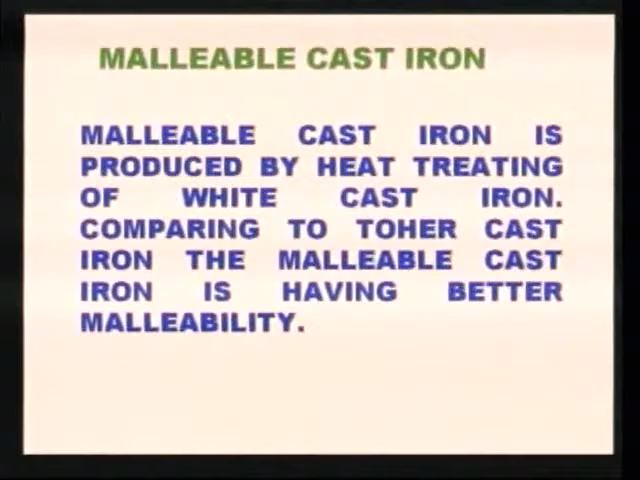 MALLEABLE CAST IRON
MALLEABLE CAST IRON IS
PRODUCED BY HEAT TREATING
OF WHITE CAST IRON.
COMPARING TO TOHER CAST
IRON THE MALLEABLE CAST
IRON IS HAVING BETTER
MALLEABILITY.